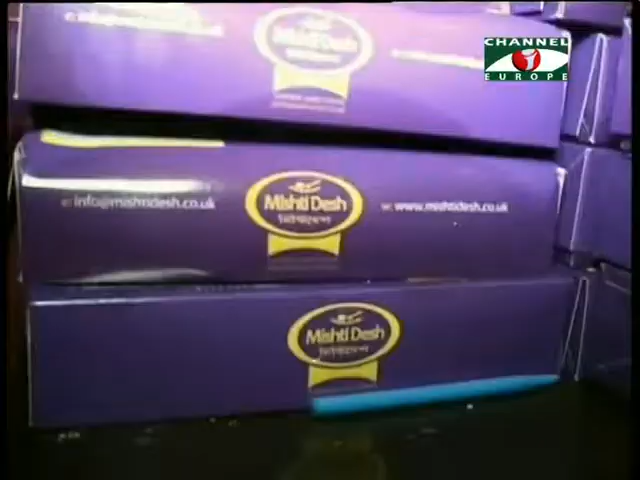 CHANNEL
i
EUROPE
Mishti Desh
e: info@mishtidesh.co.uk
Mishti Desh
মিষ্টিদেশ
w: www.mishtidesh.co.uk
Mishti Desh
মিষ্টিদেশ